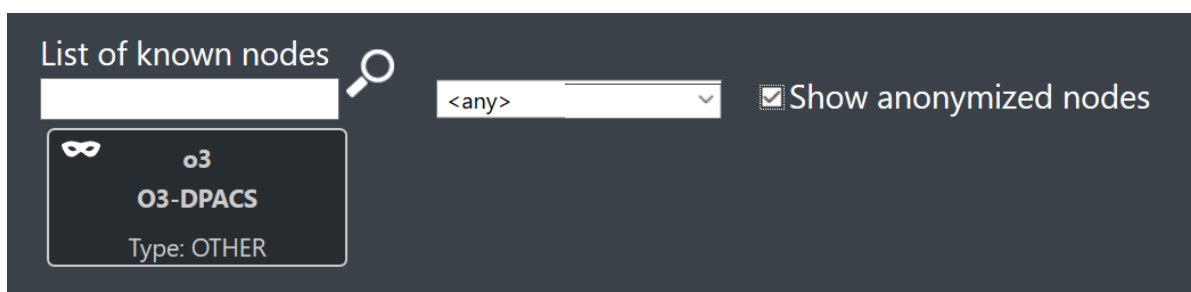 List of known nodes
<any>
Show anonymized nodes
o3
O3-DPACS
Type: OTHER